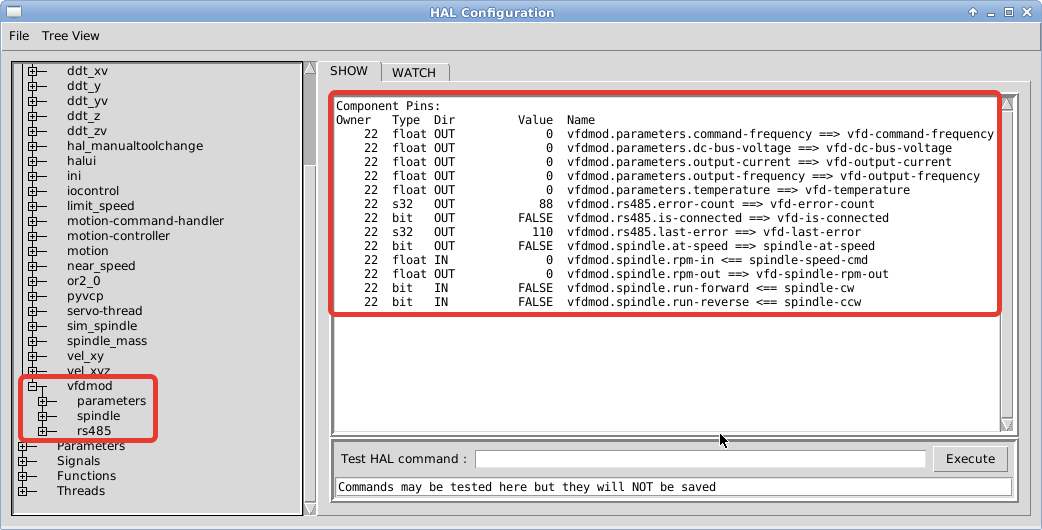 HAL Configuration
File Tree View
ddt_xv
ddt_y
ddt_yv
ddt_z
ddt_zv
hal_manualtoolchange
halui
ini
iocontrol
limit_speed
motion-command-handler
motion-controller
motion
near_speed
or2_0
pyvcp
servo-thread
sim_spindle
spindle_mass
vel_xy
vel_xyz
vfdmod
parameters
spindle
rs485
Parameters
Signals
Functions
Threads
SHOW WATCH
Component Pins:
Owner Type Dir Value Name
22 float OUT 0 vfdmod.parameters.command-frequency ==> vfd-command-frequency
22 float OUT 0 vfdmod.parameters.dc-bus-voltage ==> vfd-dc-bus-voltage
22 float OUT 0 vfdmod.parameters.output-current ==> vfd-output-current
22 float OUT 0 vfdmod.parameters.output-frequency ==> vfd-output-frequency
22 float OUT 0 vfdmod.parameters.temperature ==> vfd-temperature
22 s32 OUT 88 vfdmod.rs485.error-count ==> vfd-error-count
22 bit OUT FALSE vfdmod.rs485.is-connected ==> vfd-is-connected
22 s32 OUT 110 vfdmod.rs485.last-error ==> vfd-last-error
22 bit OUT FALSE vfdmod.spindle.at-speed ==> spindle-at-speed
22 float IN 0 vfdmod.spindle.rpm-in <== spindle-speed-cmd
22 float OUT 0 vfdmod.spindle.rpm-out ==> vfd-spindle-rpm-out
22 bit IN FALSE vfdmod.spindle.run-forward <== spindle-cw
22 bit IN FALSE vfdmod.spindle.run-reverse <== spindle-ccw
Test HAL command : Execute
Commands may be tested here but they will NOT be saved